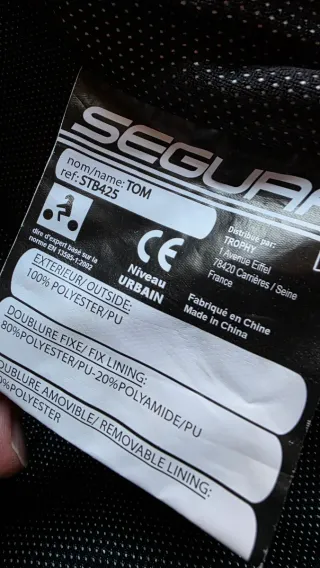 SEGURA
nom/name: TOM
ref: STB425
dire d'expert basé sur la
norme EN 13595-1:2002
CE
Niveau
URBAIN
Distribué par:
TROPHY
1 Avenue Eiffel
78420 Carrières / Seine
France
Fabriqué en Chine
Made in China
EXTERIEUR/OUTSIDE:
100% POLYESTER/PU
DOUBLURE FIXE/ FIX LINING:
80%POLYESTER/PU-20%POLYAMIDE/PU
DOUBLURE AMOVIBLE/ REMOVABLE LINING:
0%POLYESTER